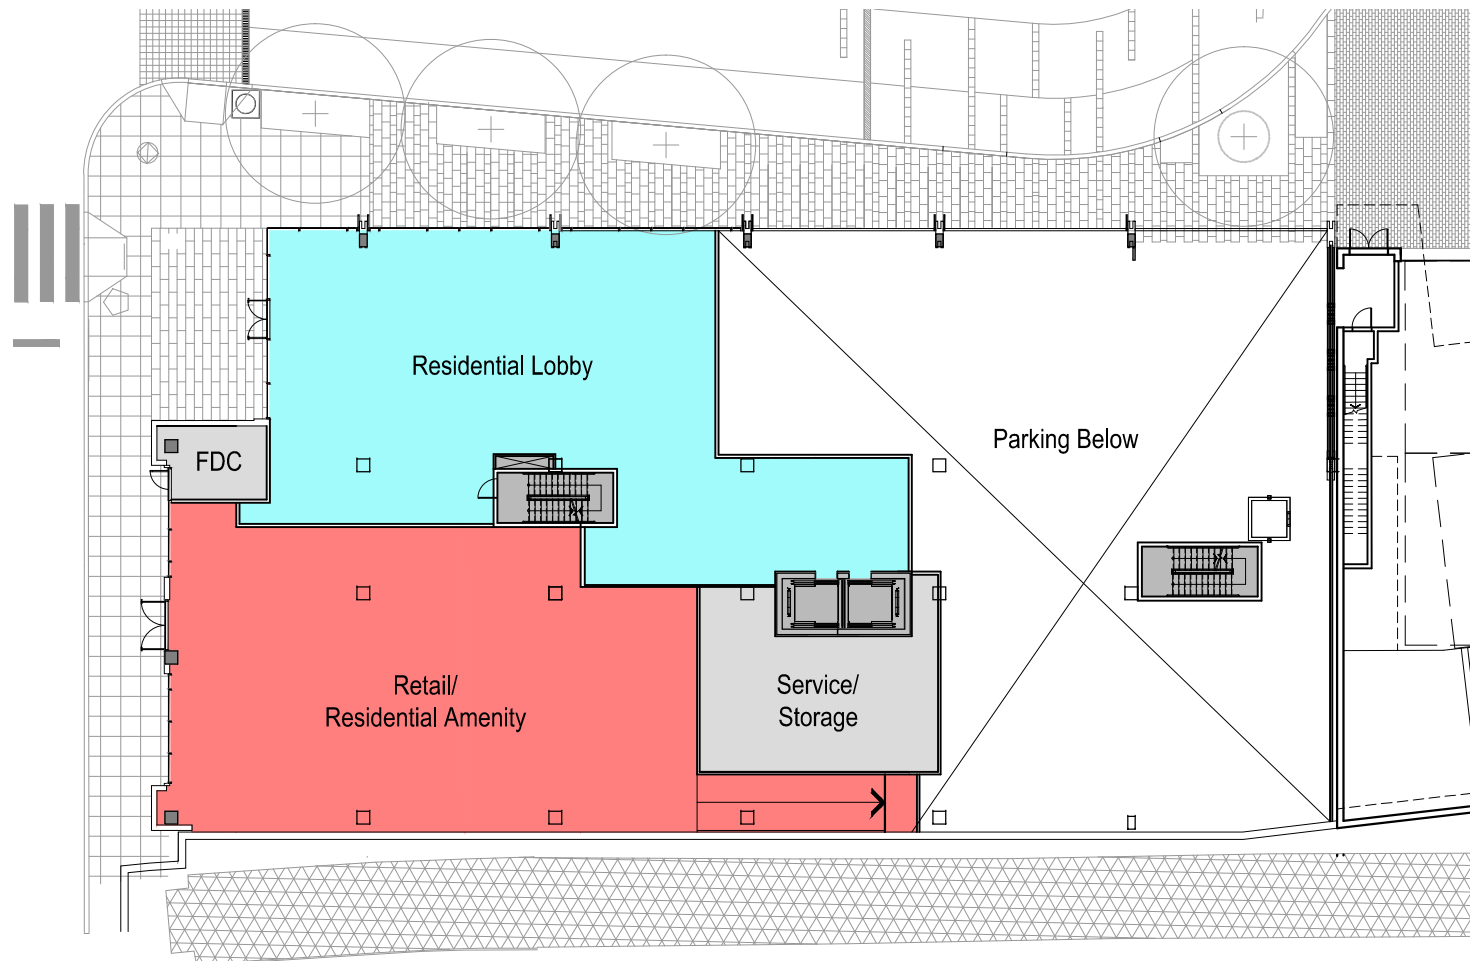 Residential Lobby
Parking Below
FDC
Retail/
Residential Amenity
Service/
Storage